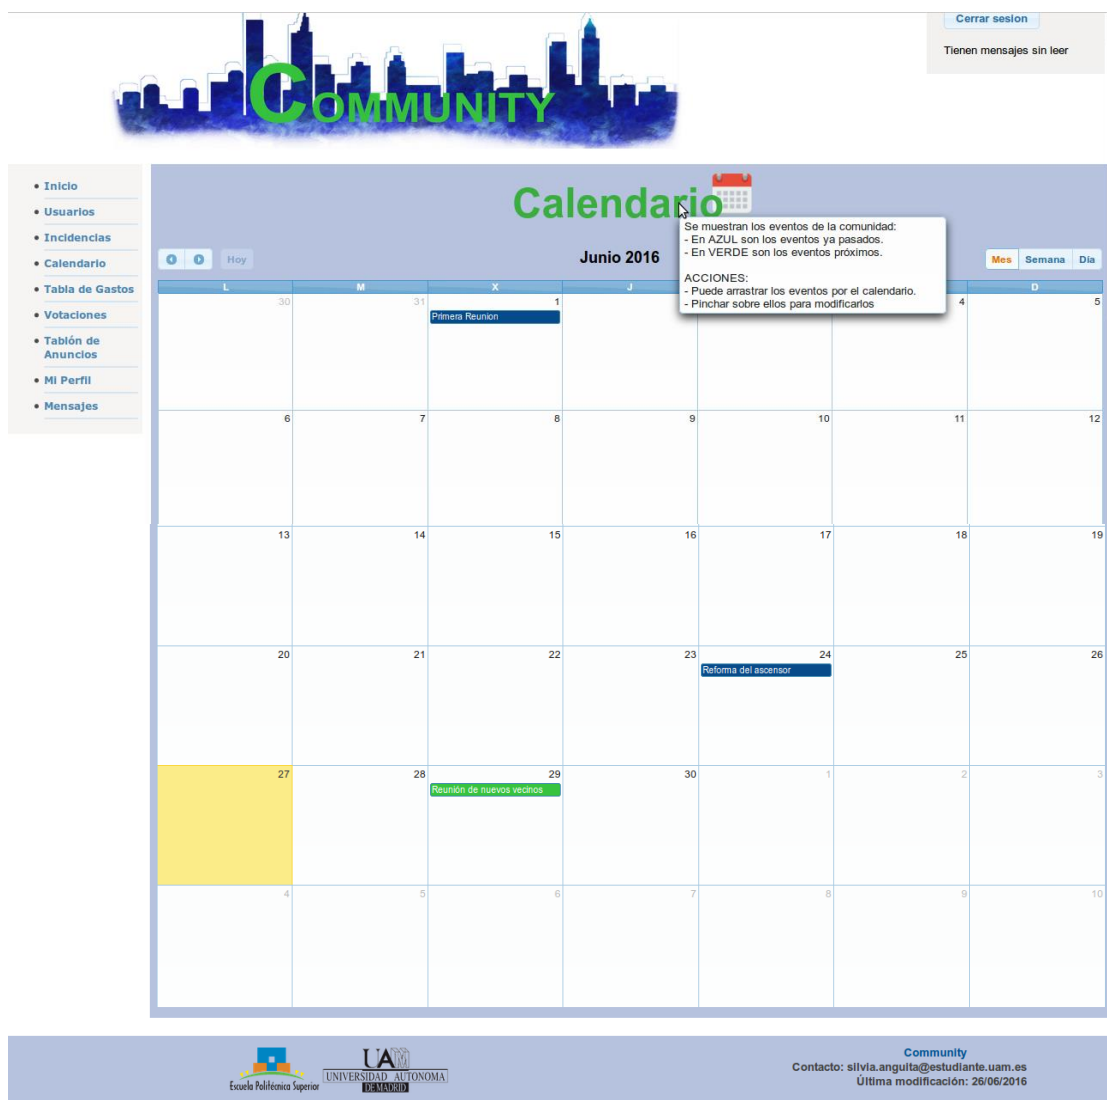 Cerrar sesion
Tienen mensajes sin leer
COMMUNITY
Inicio
Usuarios
Incidencias
Calendario
Tabla de Gastos
Votaciones
Tablón de
Anuncios
Mi Perfil
Mensajes
Calendario
Se muestran los eventos de la comunidad:
- En AZUL son los eventos ya pasados.
- En VERDE son los eventos próximos.
ACCIONES:
- Puede arrastrar los eventos por el calendario.
- Pinchar sobre ellos para modificarlos
Hoy
Junio 2016
Mes Semana Día
L M X J D
30 31 1 4 5
Primera Reunion
6 7 8 9 10 11 12
13 14 15 16 17 18 19
20 21 22 23 24 25 26
Reforma del ascensor
27 28 29 30 1 2 3
Reunión de nuevos vecinos
4 5 6 7 8 9 10
Escuela Politécnica Superior
UAM
UNIVERSIDAD AUTONOMA
DE MADRID
Community
Contacto: silvia.anguita@estudiante.uam.es
Última modificación: 26/06/2016